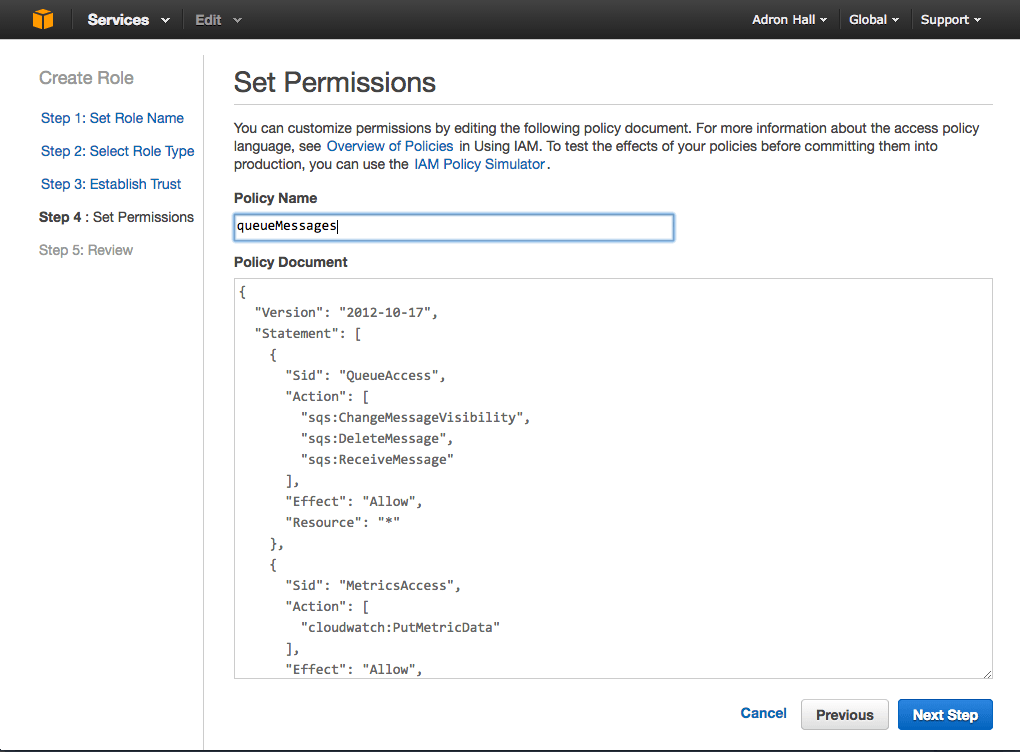 Services Edit Adron Hall Global Support
Create Role
Step 1: Set Role Name
Step 2: Select Role Type
Step 3: Establish Trust
Step 4 : Set Permissions
Step 5: Review
Set Permissions
You can customize permissions by editing the following policy document. For more information about the access policy
language, see Overview of Policies in Using IAM. To test the effects of your policies before committing them into
production, you can use the IAM Policy Simulator.
Policy Name
queueMessages
Policy Document
{
  "Version": "2012-10-17",
  "Statement": [
    {
      "Sid": "QueueAccess",
      "Action": [
        "sqs:ChangeMessageVisibility",
        "sqs:DeleteMessage",
        "sqs:ReceiveMessage"
      ],
      "Effect": "Allow",
      "Resource": "*"
    },
    {
      "Sid": "MetricsAccess",
      "Action": [
        "cloudwatch:PutMetricData"
      ],
      "Effect": "Allow",
Cancel Previous Next Step